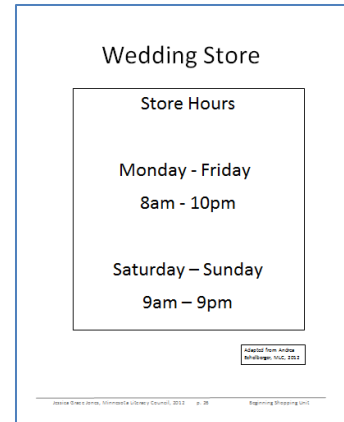 Wedding Store
Store Hours
Monday - Friday
8am - 10pm
Saturday – Sunday
9am – 9pm
Adapted from Andrea
Echelberger, MLC, 2012
Jessica Grace Jones, Minnesota Literacy Council, 2012 p. 26 Beginning Shopping Unit